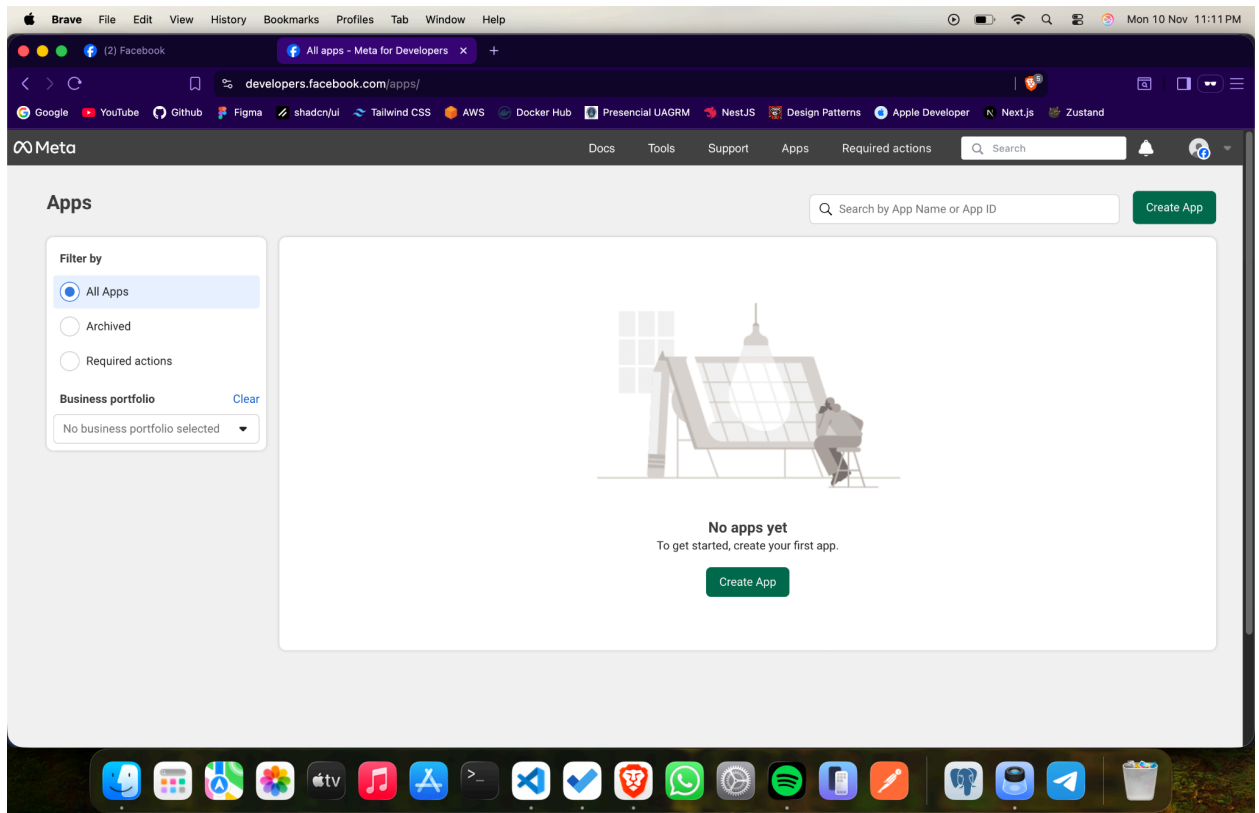 Brave File Edit View History Bookmarks Profiles Tab Window Help Mon 10 Nov 11:11 PM
(2) Facebook All apps - Meta for Developers × +
developers.facebook.com/apps/ 5
Google YouTube Github Figma shadcn/ui Tailwind CSS AWS Docker Hub Presencial UAGRM NestJS Design Patterns Apple Developer Next.js Zustand
Meta Docs Tools Support Apps Required actions Search
Apps Search by App Name or App ID Create App
Filter by
All Apps
Archived
Required actions
Business portfolio Clear
No business portfolio selected
No apps yet
To get started, create your first app.
Create App
tv